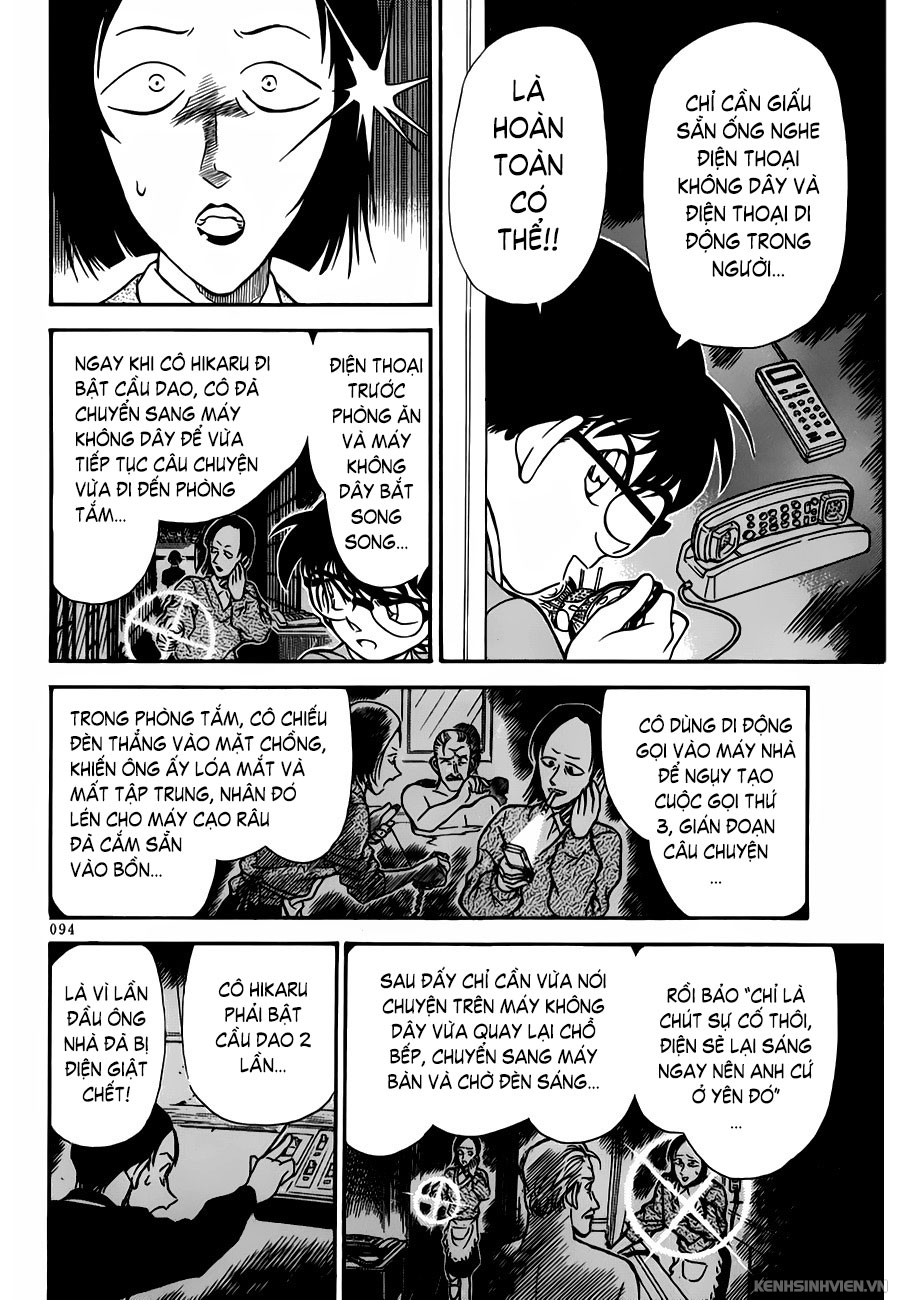 CHỈ CẦN GIẤU
SẴN ỐNG NGHE
ĐIỆN THOẠI
KHÔNG DÂY VÀ
ĐIỆN THOẠI DI
ĐỘNG TRONG
NGƯỜI...
LÀ
HOÀN
TOÀN
CÓ
THỂ!!
ĐIỆN THOẠI
TRƯỚC
PHÒNG ĂN
VÀ MÁY
KHÔNG
DÂY BẮT
SONG
SONG...
NGAY KHI CÔ HIKARU ĐI
BẬT CẦU DAO, CÔ ĐÃ
CHUYỂN SANG MÁY
KHÔNG DÂY ĐỂ VỪA
TIẾP TỤC CÂU CHUYỆN
VỪA ĐI ĐẾN PHÒNG
TẮM...
CÔ DÙNG DI ĐỘNG
GỌI VÀO MÁY NHÀ
ĐỂ NGỤY TẠO
CUỘC GỌI THỨ
3, GIÁN ĐOẠN
CÂU CHUYỆN
...
TRONG PHÒNG TẮM, CÔ CHIẾU
ĐÈN THẲNG VÀO MẶT CHỒNG,
KHIẾN ÔNG ẤY LÓA MẮT VÀ
MẤT TẬP TRUNG, NHÂN ĐÓ
LÉN CHO MÁY CẠO RÂU
ĐÃ CẮM SẴN
VÀO BỒN...
094
RỒI BẢO “CHỈ LÀ
CHÚT SỰ CỐ THÔI,
ĐIỆN SẼ LẠI SÁNG
NGAY NÊN ANH CỨ
Ở YÊN ĐÓ”
...
SAU ĐẤY CHỈ CẦN VỪA NÓI
CHUYỆN TRÊN MÁY KHÔNG
DÂY VỪA QUAY LẠI CHỖ
BẾP, CHUYỂN SANG MÁY
BÀN VÀ CHỜ ĐÈN SÁNG...
CÔ HIKARU
PHẢI BẬT
CẦU DAO 2
LẦN...
LÀ VÌ LẦN
ĐẦU ÔNG
NHÀ ĐÃ BỊ
ĐIỆN GIẬT
CHẾT!
KENHSINHVIEN.VN